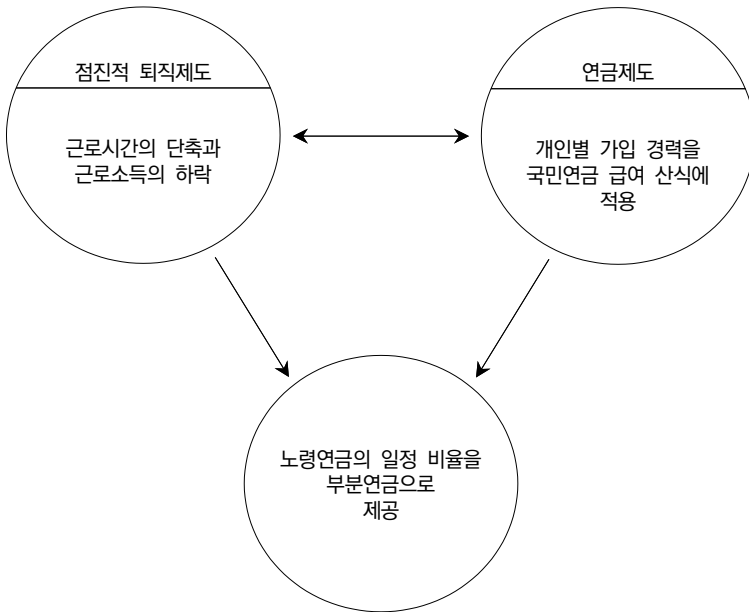 점진적 퇴직제도
근로시간의 단축과
근로소득의 하락
연금제도
개인별 가입 경력을
국민연금 급여 산식에
적용
노령연금의 일정 비율을
부분연금으로
제공